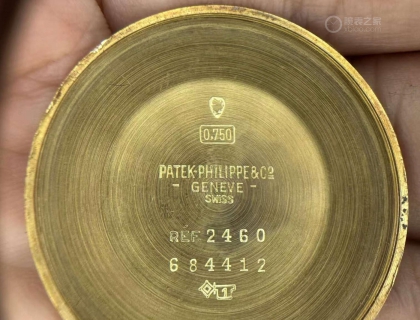 0.750
PATEK·PHILIPPE & Cº
- GENEVE -
SWISS
REF. 2460
684412